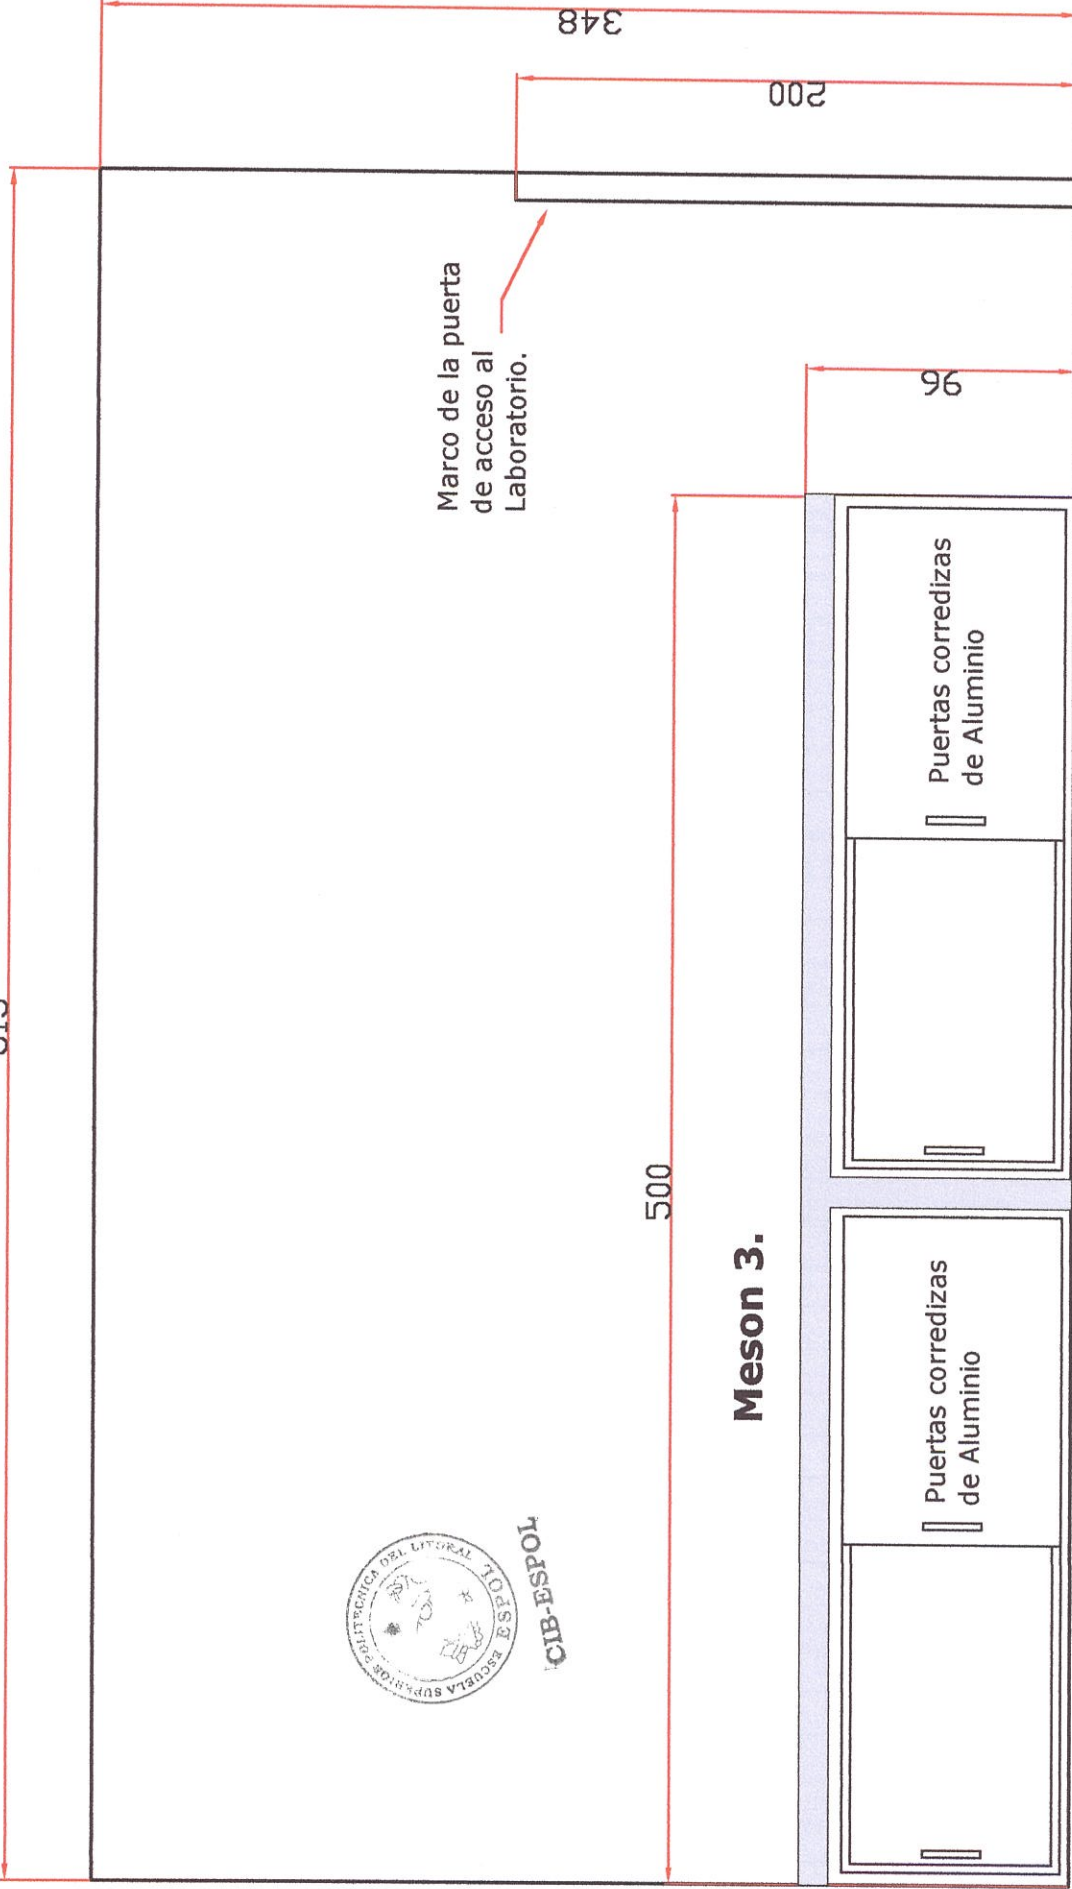 348
200
Marco de la puerta
de acceso al
Laboratorio.
96
500
Meson 3.
Puertas corredizas
de Aluminio
Puertas corredizas
de Aluminio
ESCUELA SUPERIOR POLITECNICA DEL LITORAL
ESPOL
CIB-ESPOL